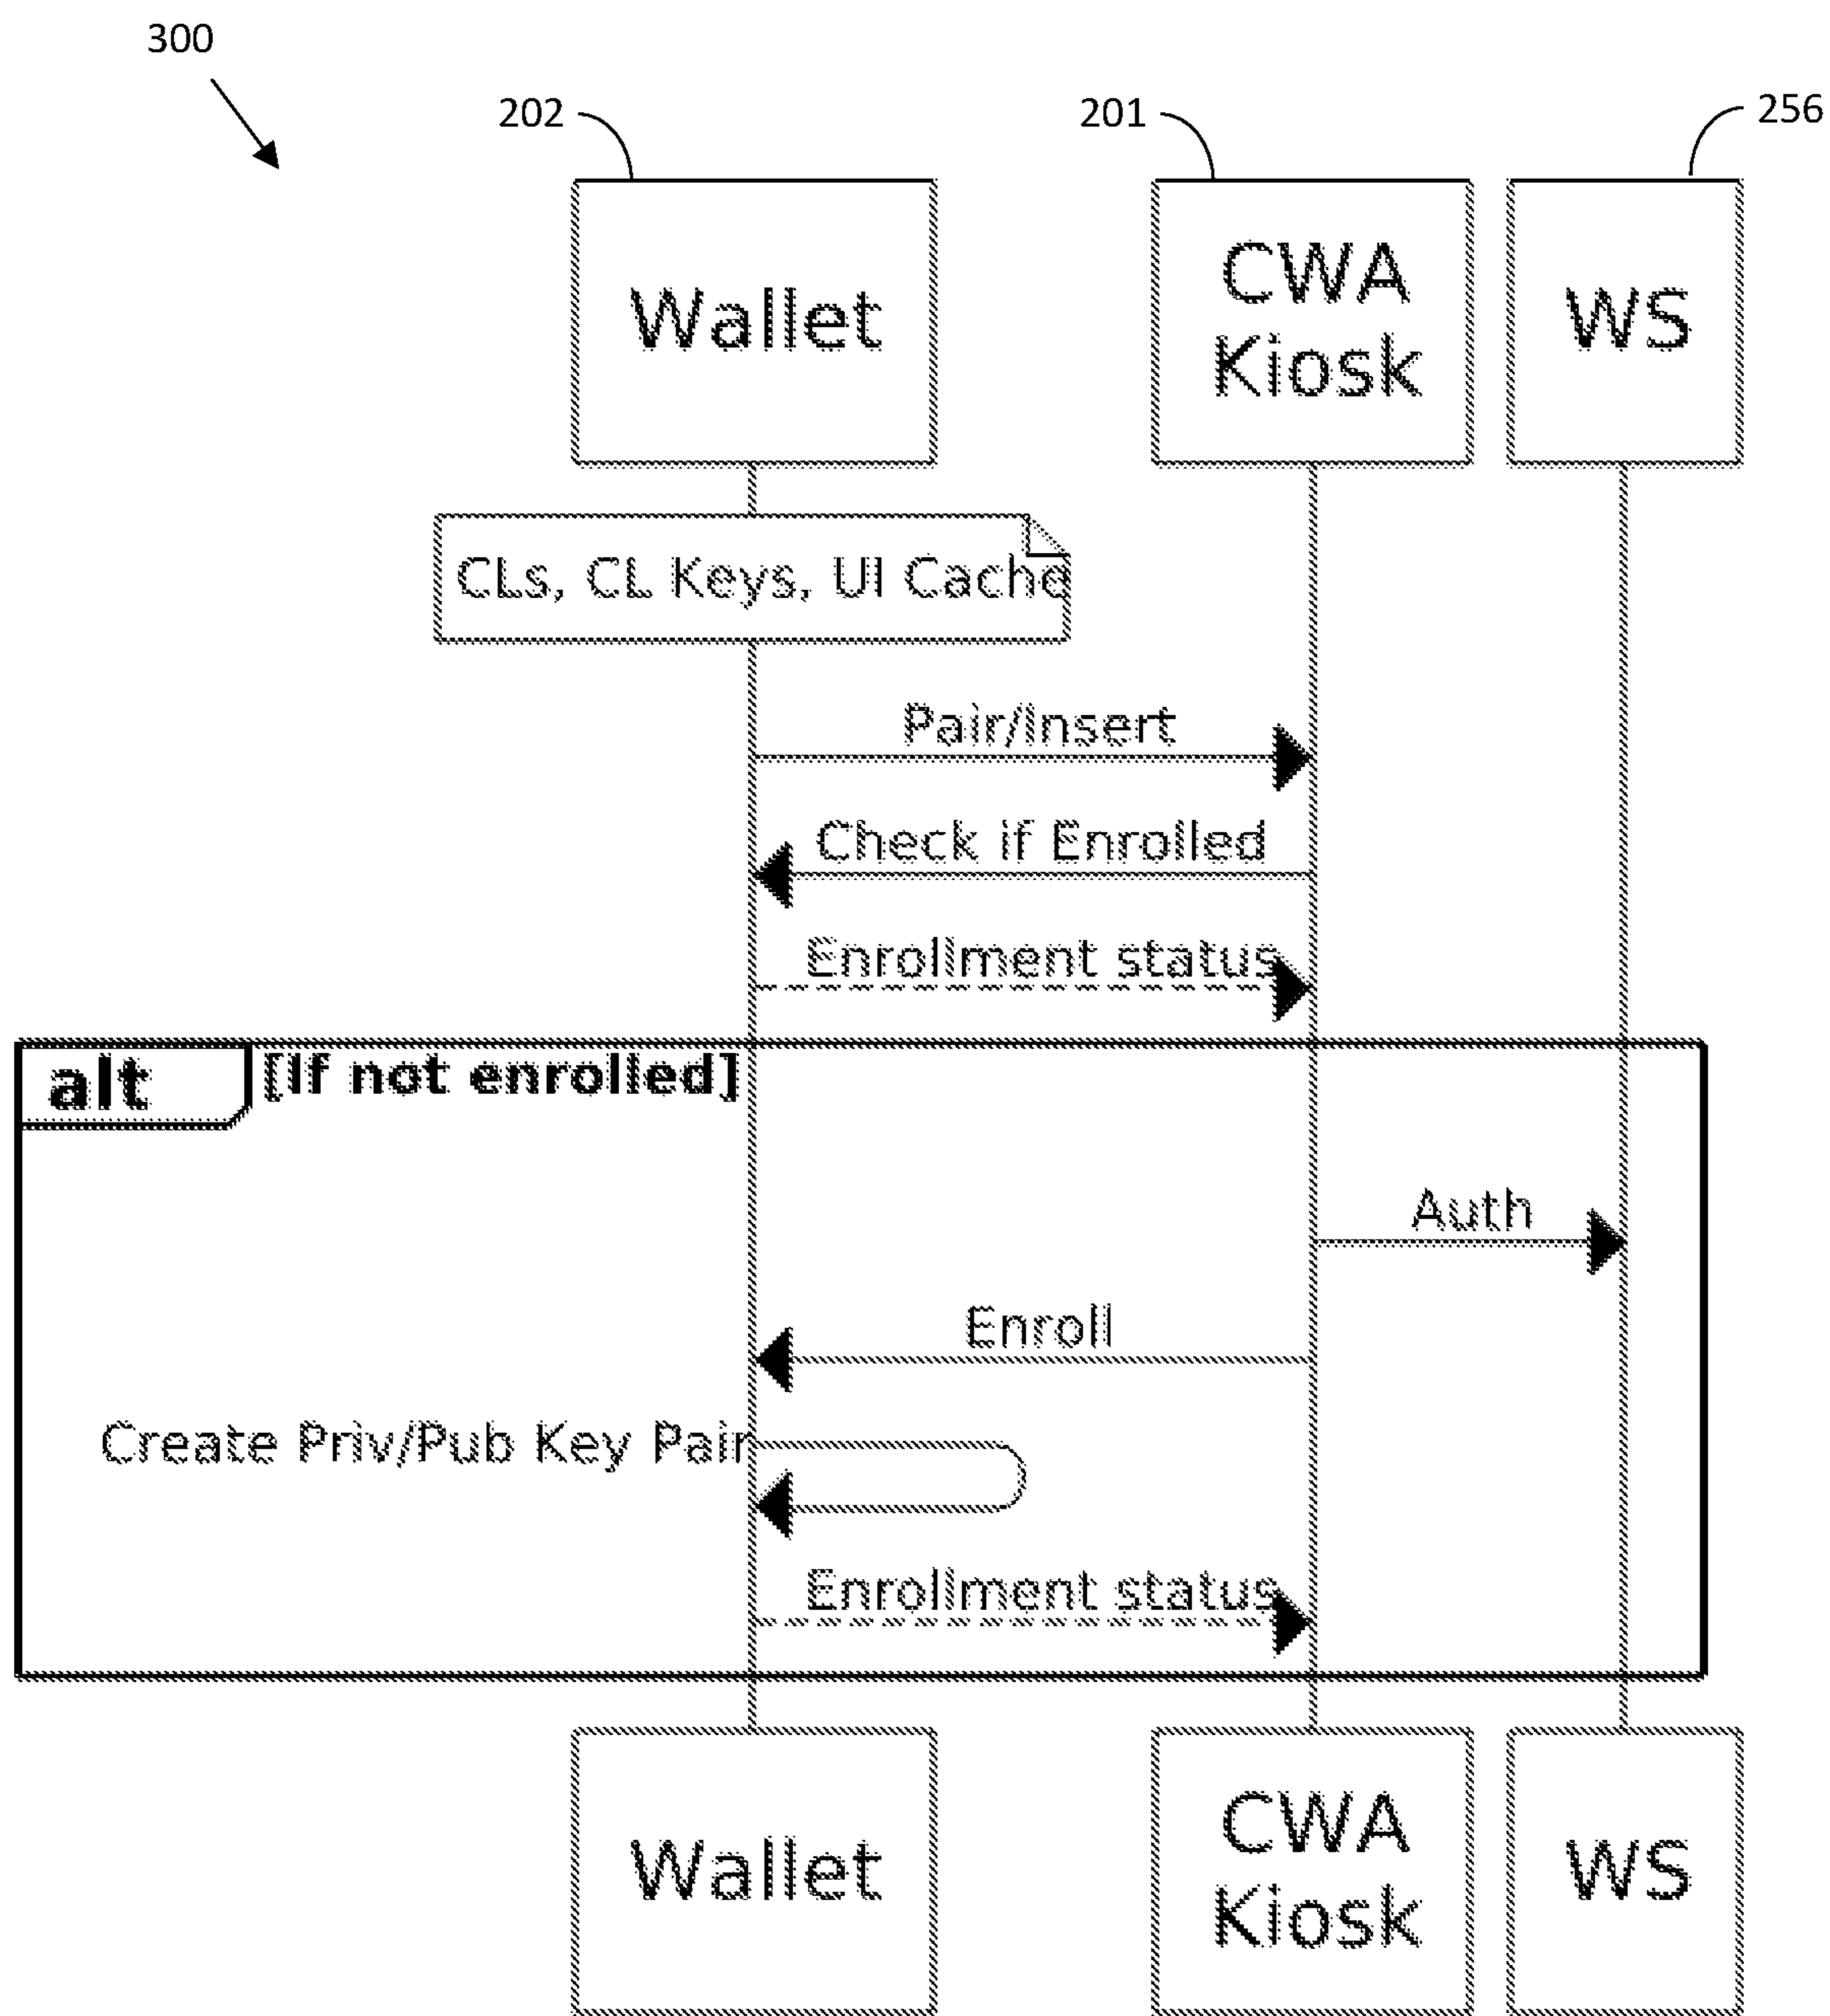 300
202
201
256
Wallet
CWA
Kiosk
WS
CLs, CL Keys, UI Cache
Pair/Insert
Check if Enrolled
Enrollment status
alt
[If not enrolled]
Auth
Enroll
Create Priv/Pub Key Pair
Enrollment status
Wallet
CWA
Kiosk
WS